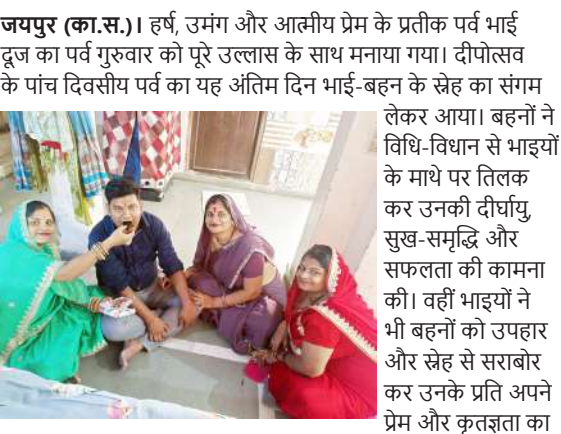 जयपुर (का.स.)। हर्ष, उमंग और आत्मीय प्रेम के प्रतीक पर्व भाई
दूज का पर्व गुरुवार को पूरे उल्लास के साथ मनाया गया। दीपोत्सव
के पांच दिवसीय पर्व का यह अंतिम दिन भाई-बहन के स्नेह का संगम
लेकर आया। बहनों ने
विधि-विधान से भाइयों
के माथे पर तिलक
कर उनकी दीर्घायु,
सुख-समृद्धि और
सफलता की कामना
की। वहीं भाइयों ने
भी बहनों को उपहार
और स्नेह से सराबोर
कर उनके प्रति अपने
प्रेम और कृतज्ञता का